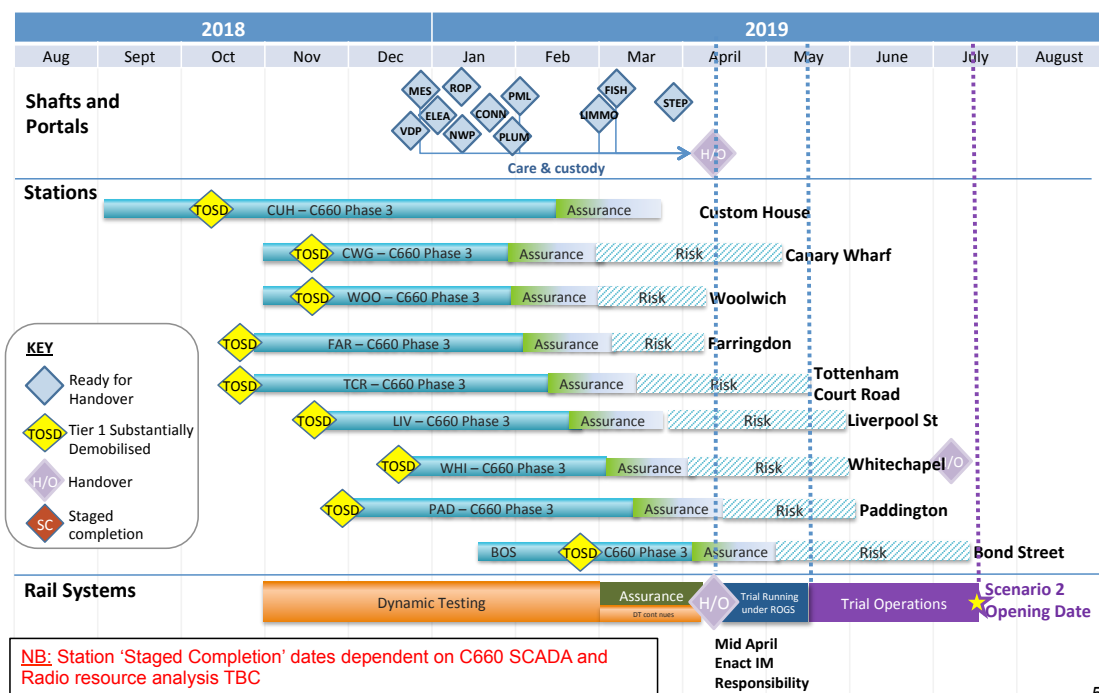 2018
2019
Aug
Sept
Oct
Nov
Dec
Jan
Feb
Mar
April
May
June
July
August
Shafts and
Portals
MES
ROP
PML
FISH
STEP
ELEA
CONN
LIMMO
VDP
NWP
PLUM
H/O
Care & custody
Stations
TOSD
CUH – C660 Phase 3
Assurance
Custom House
TOSD
CWG – C660 Phase 3
Assurance
Risk
Canary Wharf
TOSD
WOO – C660 Phase 3
Assurance
Risk
Woolwich
TOSD
FAR – C660 Phase 3
Assurance
Risk
Farringdon
TOSD
TCR – C660 Phase 3
Assurance
Risk
Tottenham
Court Road
TOSD
LIV – C660 Phase 3
Assurance
Risk
Liverpool St
TOSD
WHI – C660 Phase 3
Assurance
Risk
Whitechapel
H/O
TOSD
PAD – C660 Phase 3
Assurance
Risk
Paddington
BOS
TOSD
C660 Phase 3
Assurance
Risk
Bond Street
KEY
Ready for
Handover
TOSD
Tier 1 Substantially
Demobilised
H/O
Handover
SC
Staged
completion
Rail Systems
Dynamic Testing
Assurance
DT cont nues
H/O
Trial Running
under ROGS
Trial Operations
Scenario 2
Opening Date
Mid April
Enact IM
Responsibility
NB: Station ‘Staged Completion’ dates dependent on C660 SCADA and
Radio resource analysis TBC
5